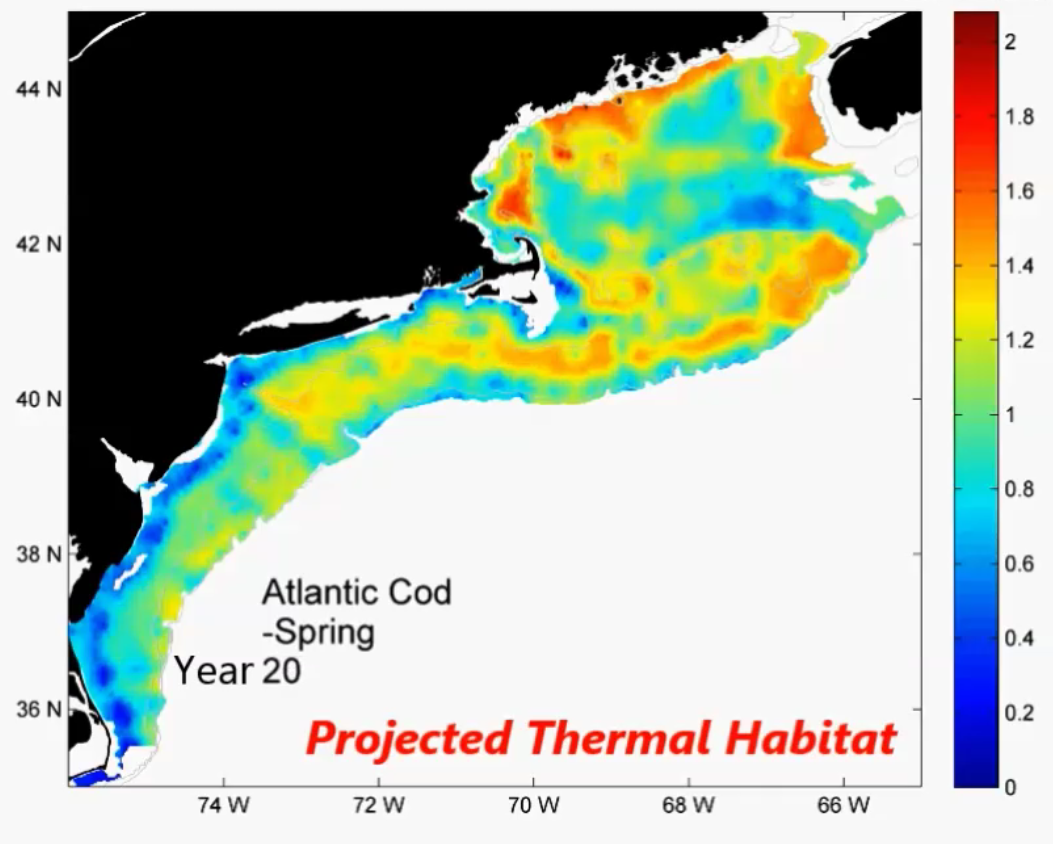 44 N
42 N
40 N
38 N
36 N
74 W
72 W
70 W
68 W
66 W
Atlantic Cod
-Spring
Year 20
Projected Thermal Habitat
2
1.8
1.6
1.4
1.2
1
0.8
0.6
0.4
0.2
0